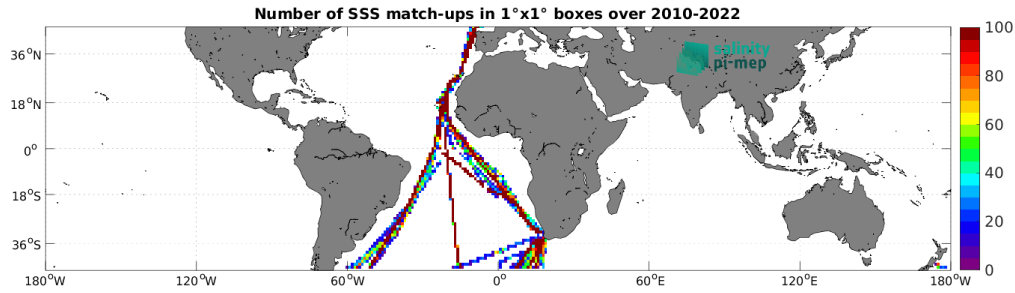 Number of SSS match-ups in 1°x1° boxes over 2010-2022
salinity
pi-mep
36°N
18°N
0°
18°S
36°S
180°W
120°W
60°W
0°
60°E
120°E
180°W
100
80
60
40
20
0